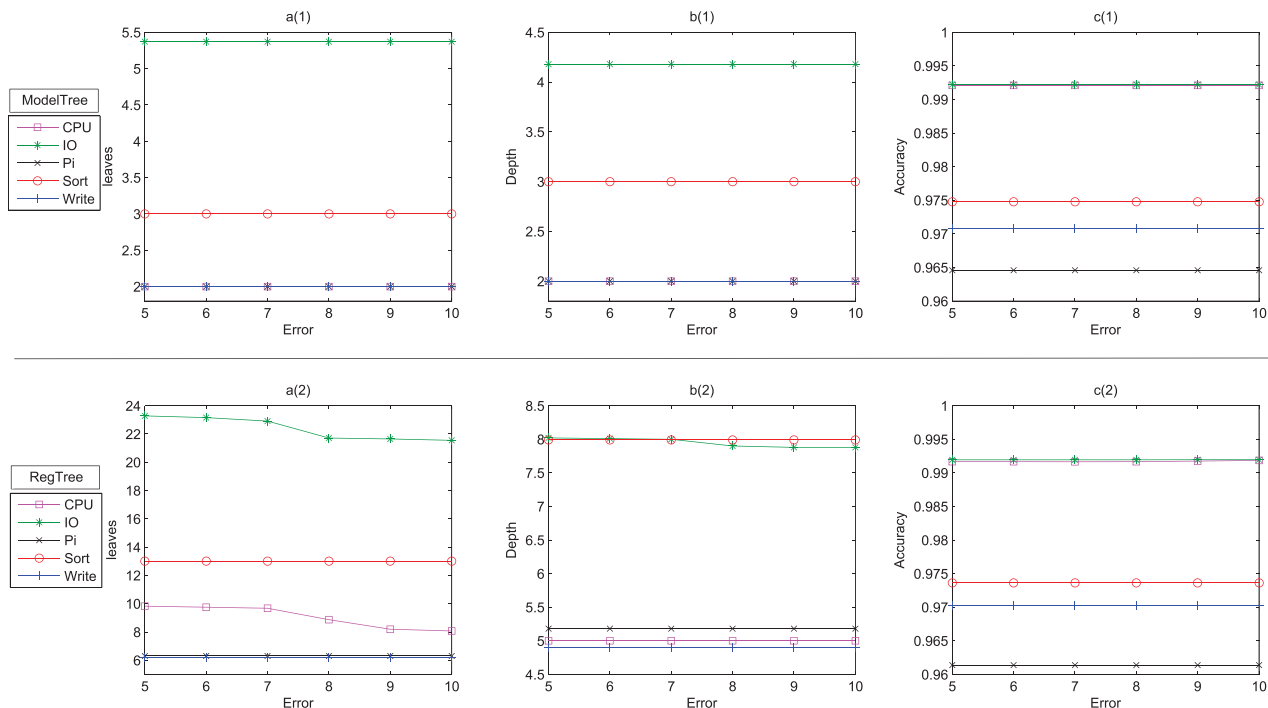 a(1)
b(1)
c(1)
ModelTree
CPU
IO
Pi
Sort
Write
leaves
5.5
5
4.5
4
3.5
3
2.5
2
5 6 7 8 9 10
Error
Depth
4.5
4
3.5
3
2.5
2
5 6 7 8 9 10
Error
Accuracy
1
0.995
0.99
0.985
0.98
0.975
0.97
0.965
0.96
5 6 7 8 9 10
Error
a(2)
b(2)
c(2)
RegTree
CPU
IO
Pi
Sort
Write
leaves
24
22
20
18
16
14
12
10
8
6
5 6 7 8 9 10
Error
Depth
8.5
8
7.5
7
6.5
6
5.5
5
4.5
5 6 7 8 9 10
Error
Accuracy
1
0.995
0.99
0.985
0.98
0.975
0.97
0.965
0.96
5 6 7 8 9 10
Error